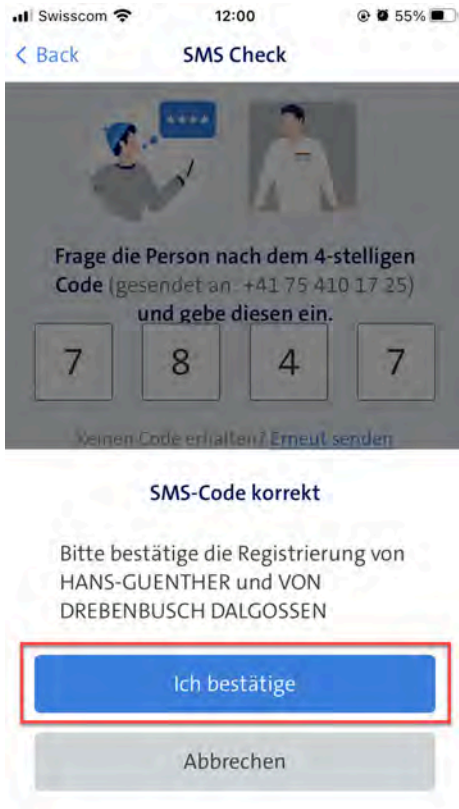 Swisscom 12:00 55%
< Back SMS Check
****
Frage die Person nach dem 4-stelligen
Code (gesendet an: +41 75 410 17 25)
und gebe diesen ein.
7 8 4 7
Keinen Code erhalten? Erneut senden
SMS-Code korrekt
Bitte bestätige die Registrierung von
HANS-GUENTHER und VON
DREBENBUSCH DALGOSSEN
Ich bestätige
Abbrechen